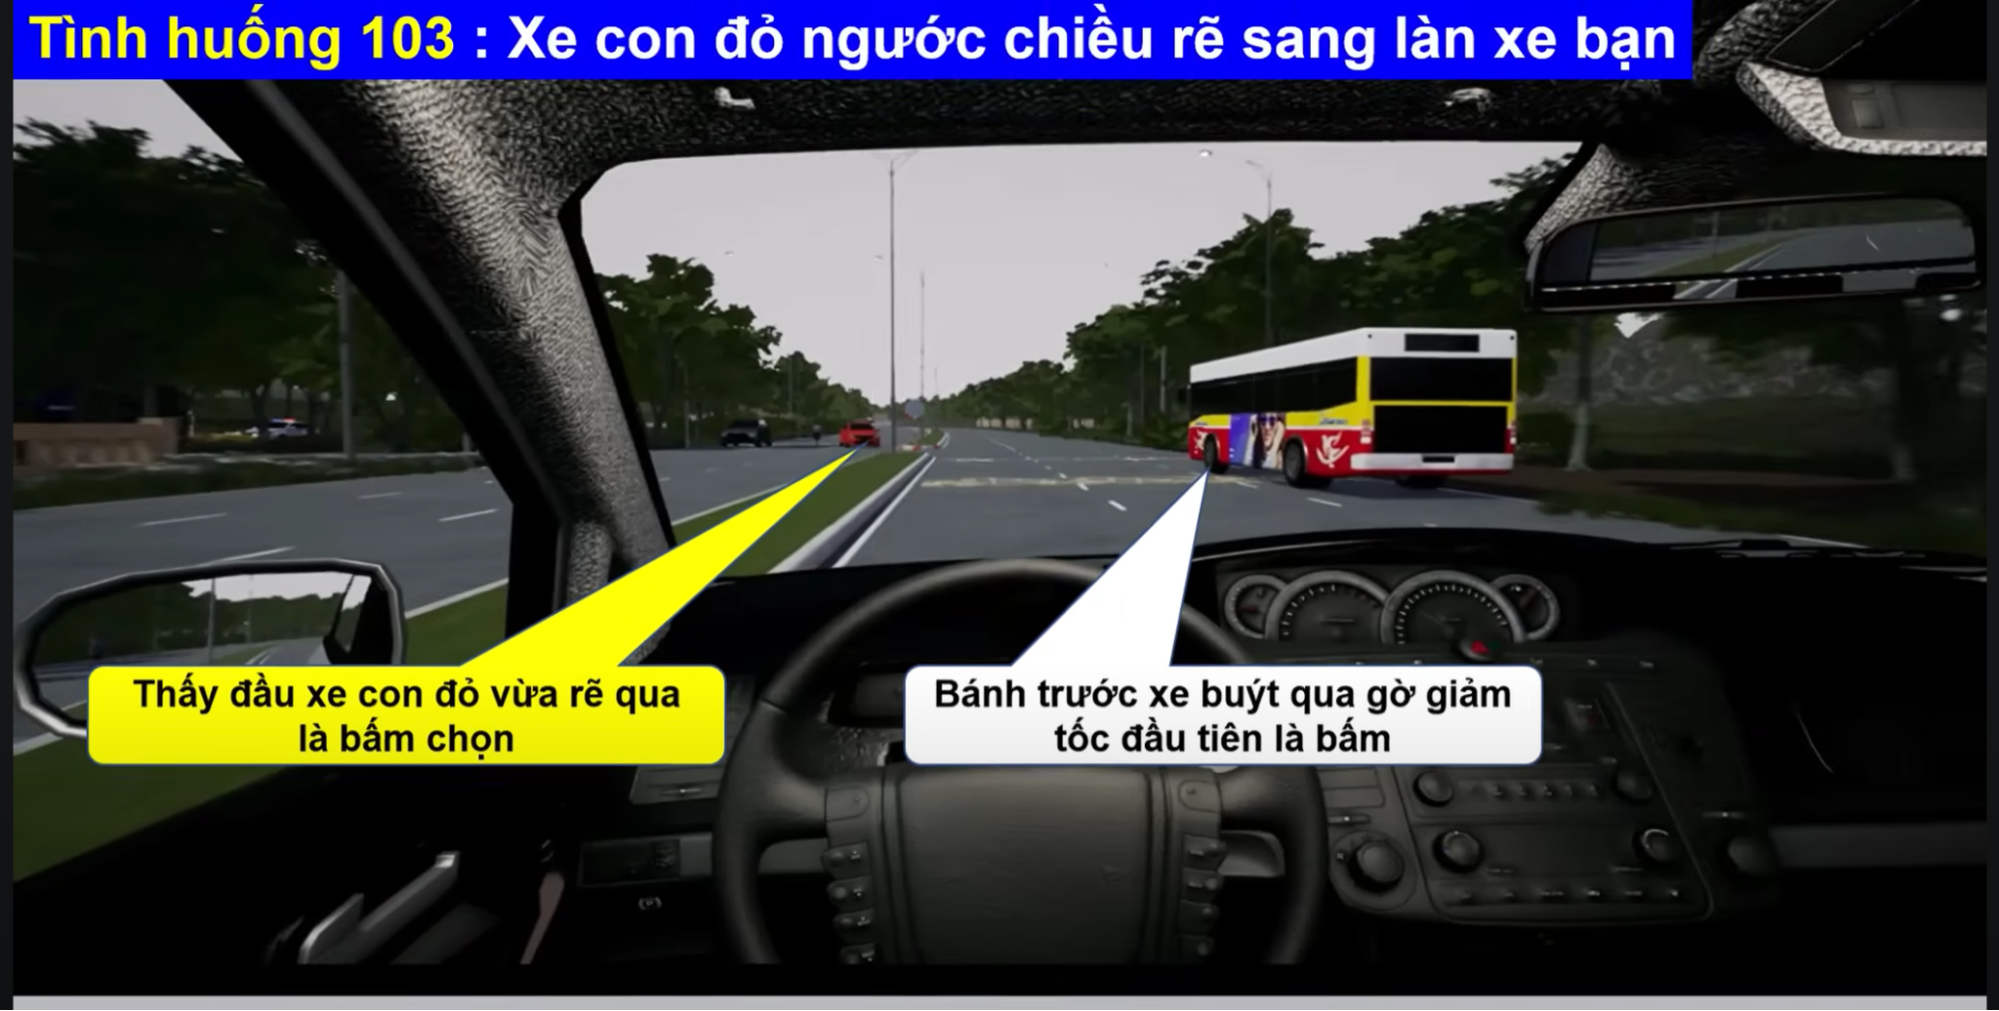 Tình huống 103 : Xe con đỏ ngước chiều rẽ sang làn xe bạn
Thấy đầu xe con đỏ vừa rẽ qua
là bấm chọn
Bánh trước xe buýt qua gờ giảm
tốc đầu tiên là bấm